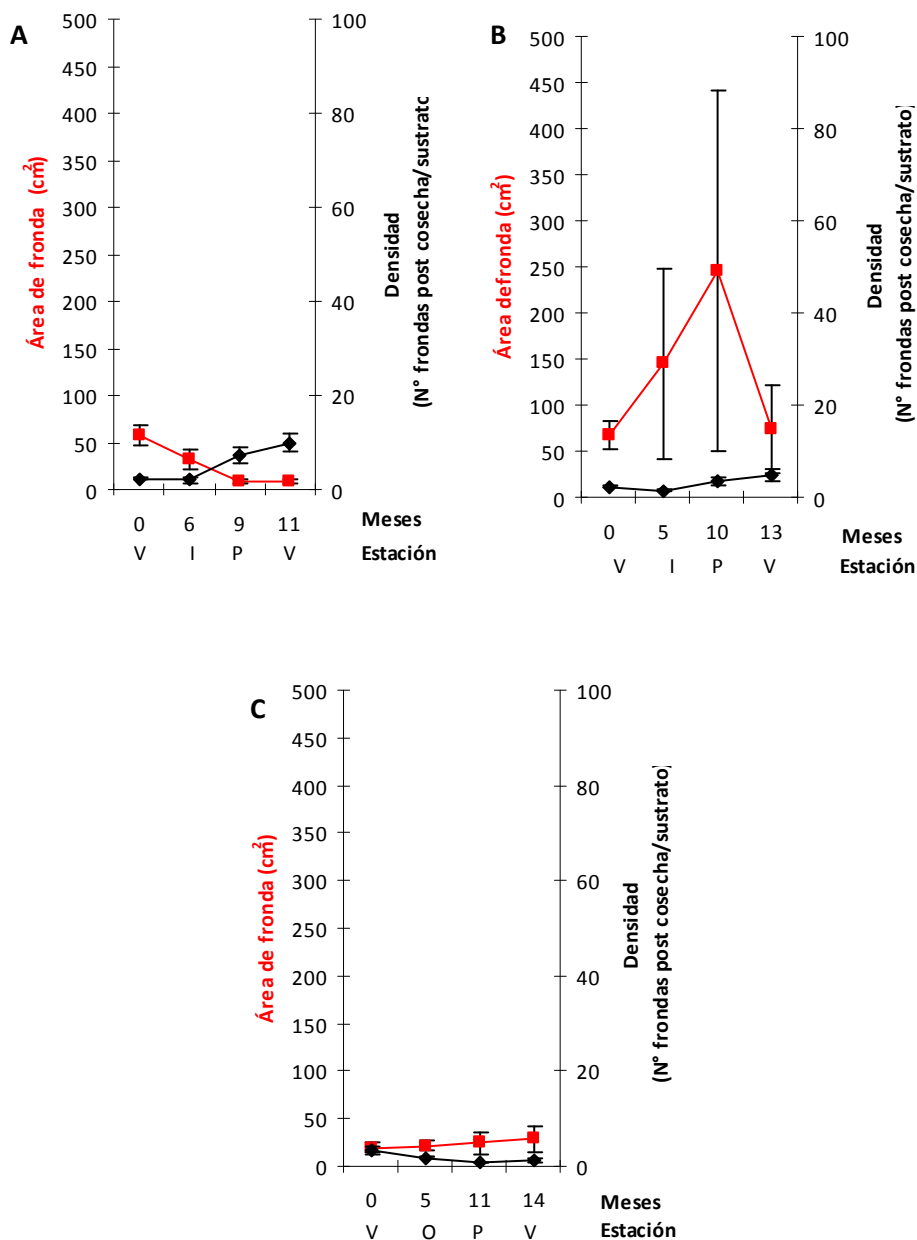 A
500
450
400
350
300
250
200
150
100
50
0
Área de fronda (cm²)
100
80
60
40
20
0
Densidad
(N° frondas post cosecha/sustrato
0 6 9 11 Meses
V I P V Estación
B
500
450
400
350
300
250
200
150
100
50
0
Área defronda (cm²)
100
80
60
40
20
0
Densidad
(N° frondas post cosecha/sustrato)
0 5 10 13 Meses
V I P V Estación
C
500
450
400
350
300
250
200
150
100
50
0
Área de fronda (cm²)
100
80
60
40
20
0
Densidad
(N° frondas post cosecha/sustrato)
0 5 11 14 Meses
V O P V Estación